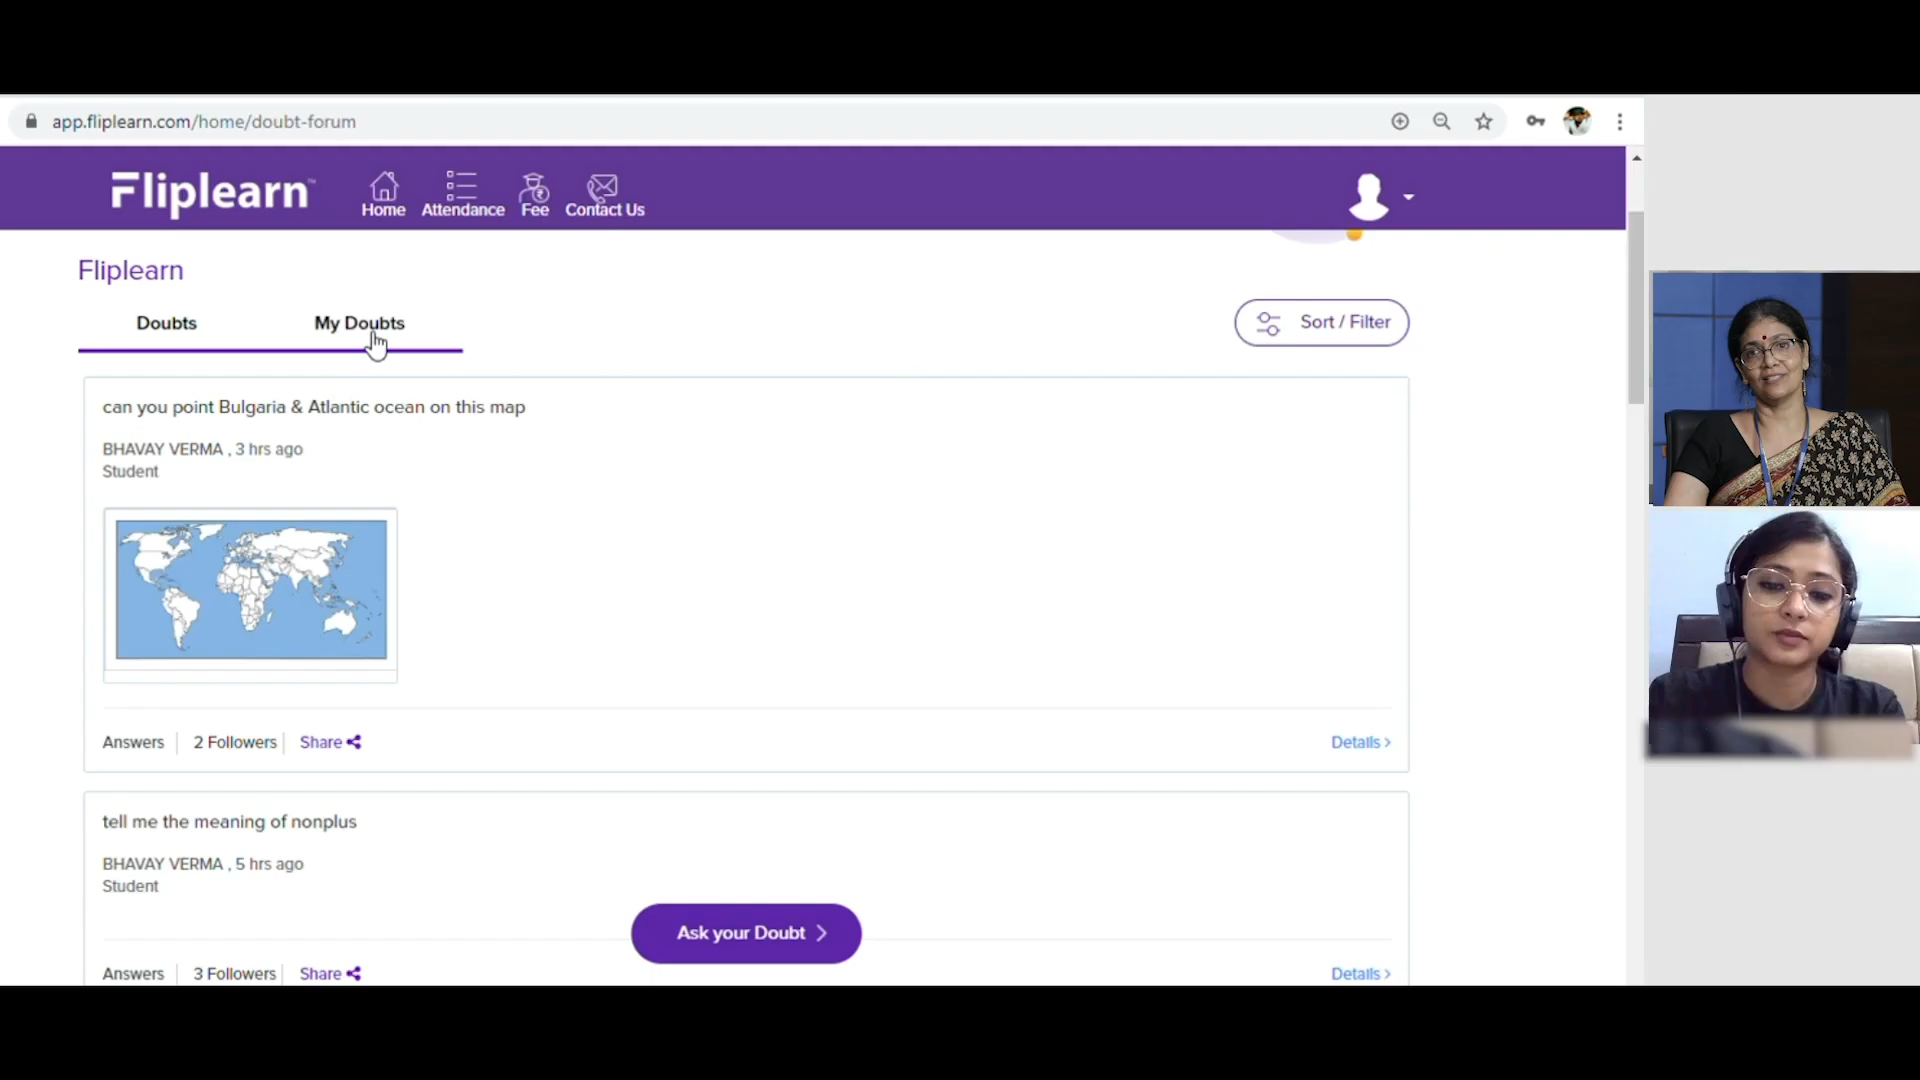 app.fliplearn.com/home/doubt-forum
Fliplearn™
Home Attendance Fee Contact Us
Fliplearn
Doubts My Doubts Sort / Filter
can you point Bulgaria & Atlantic ocean on this map
BHAVAY VERMA , 3 hrs ago
Student
Answers 2 Followers Share Details >
tell me the meaning of nonplus
BHAVAY VERMA , 5 hrs ago
Student
Ask your Doubt >
Answers 3 Followers Share Details >